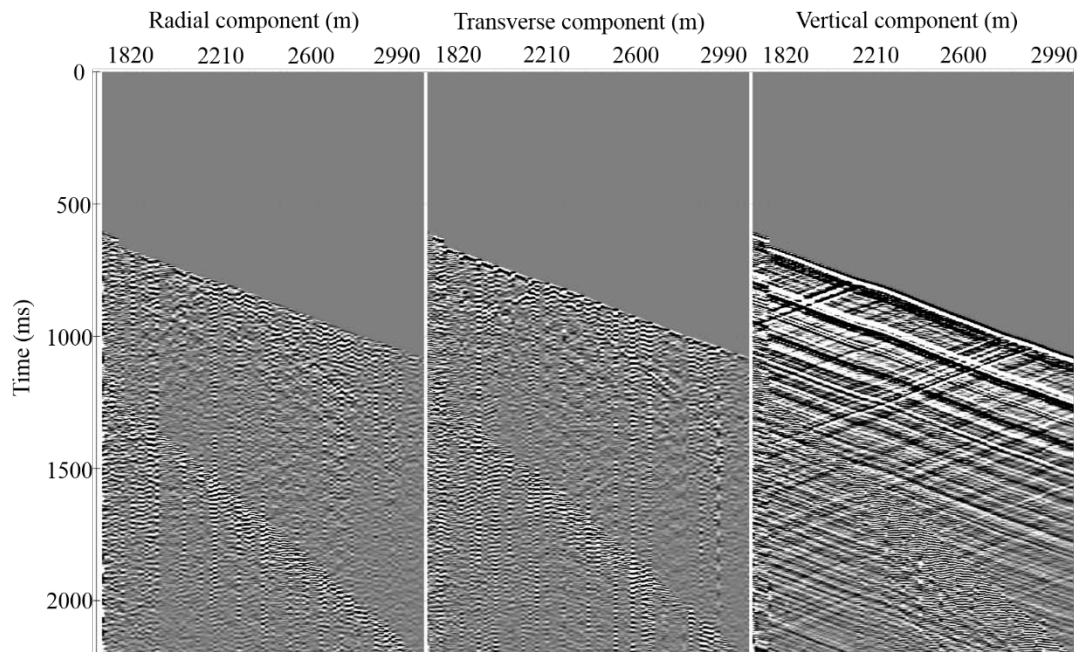 Radial component (m) Transverse component (m) Vertical component (m)
1820 2210 2600 2990 1820 2210 2600 2990 1820 2210 2600 2990
0
500
1000
1500
2000
Time (ms)